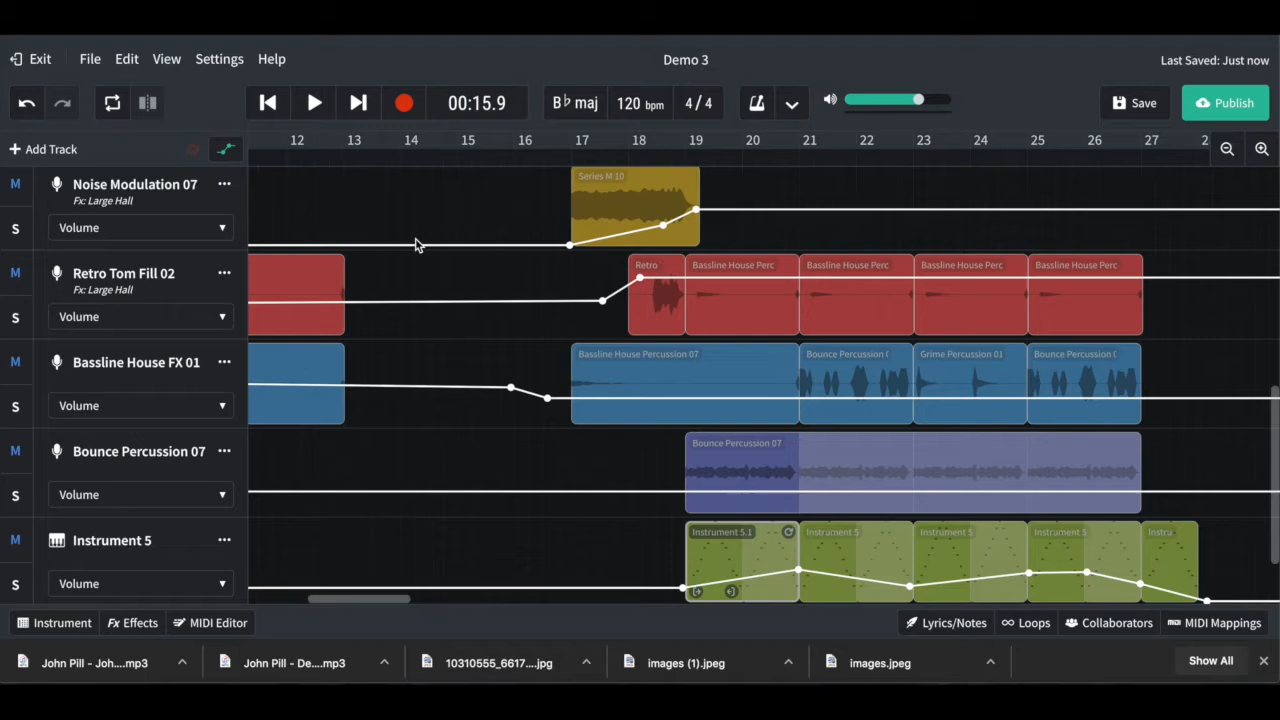 Exit File Edit View Settings Help Demo 3 Last Saved: Just now
00:15.9 B♭ maj 120 bpm 4 / 4 Save Publish
+ Add Track 12 13 14 15 16 17 18 19 20 21 22 23 24 25 26 27 2
M Noise Modulation 07 ••• Series M 10
Fx: Large Hall
S Volume
M Retro Tom Fill 02 ••• Retro Bassline House Perc Bassline House Perc Bassline House Perc Bassline House Perc
Fx: Large Hall
S Volume
M Bassline House FX 01 ••• Bassline House Percussion 07 Bounce Percussion ( Grime Percussion 01 Bounce Percussion (
S Volume
M Bounce Percussion 07 ••• Bounce Percussion 07
S Volume
M Instrument 5 ••• Instrument 5.1 Instrument 5 Instrument 5 Instrument 5 Instru
S Volume
Instrument Fx Effects MIDI Editor Lyrics/Notes Loops Collaborators MIDI Mappings
John Pill - Joh....mp3 John Pill - De....mp3 10310555_6617....jpg images (1).jpeg images.jpeg Show All